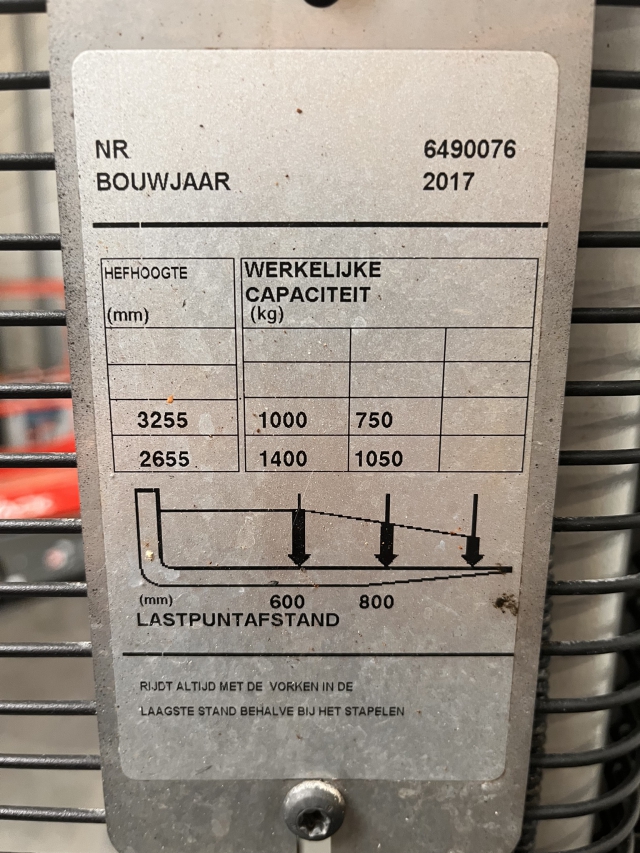 NR 6490076
BOUWJAAR 2017
HEFHOOGTE
(mm)
WERKELIJKE
CAPACITEIT
(kg)
3255 1000 750
2655 1400 1050
(mm) 600 800
LASTPUNTAFSTAND
RIJDT ALTIJD MET DE VORKEN IN DE
LAAGSTE STAND BEHALVE BIJ HET STAPELEN